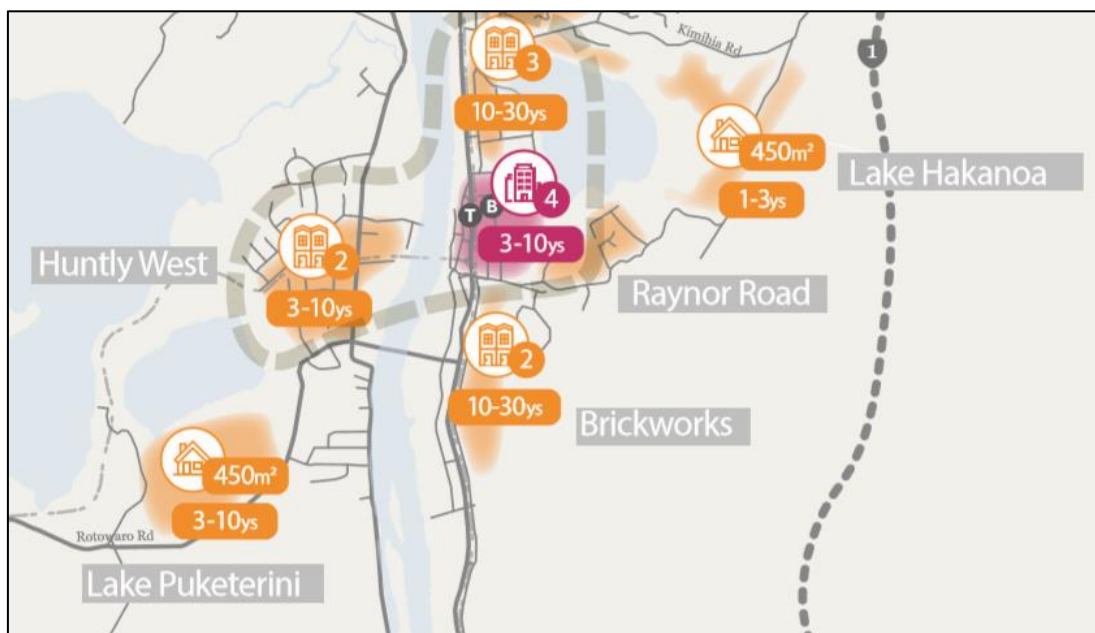 Kimihia Rd
1
3
10-30ys
450m²
Lake Hakanoa
1-3ys
4
B
T
3-10ys
Huntly West
2
3-10ys
Raynor Road
2
10-30ys
Brickworks
450m²
3-10ys
Rotowaro Rd
Lake Puketerini